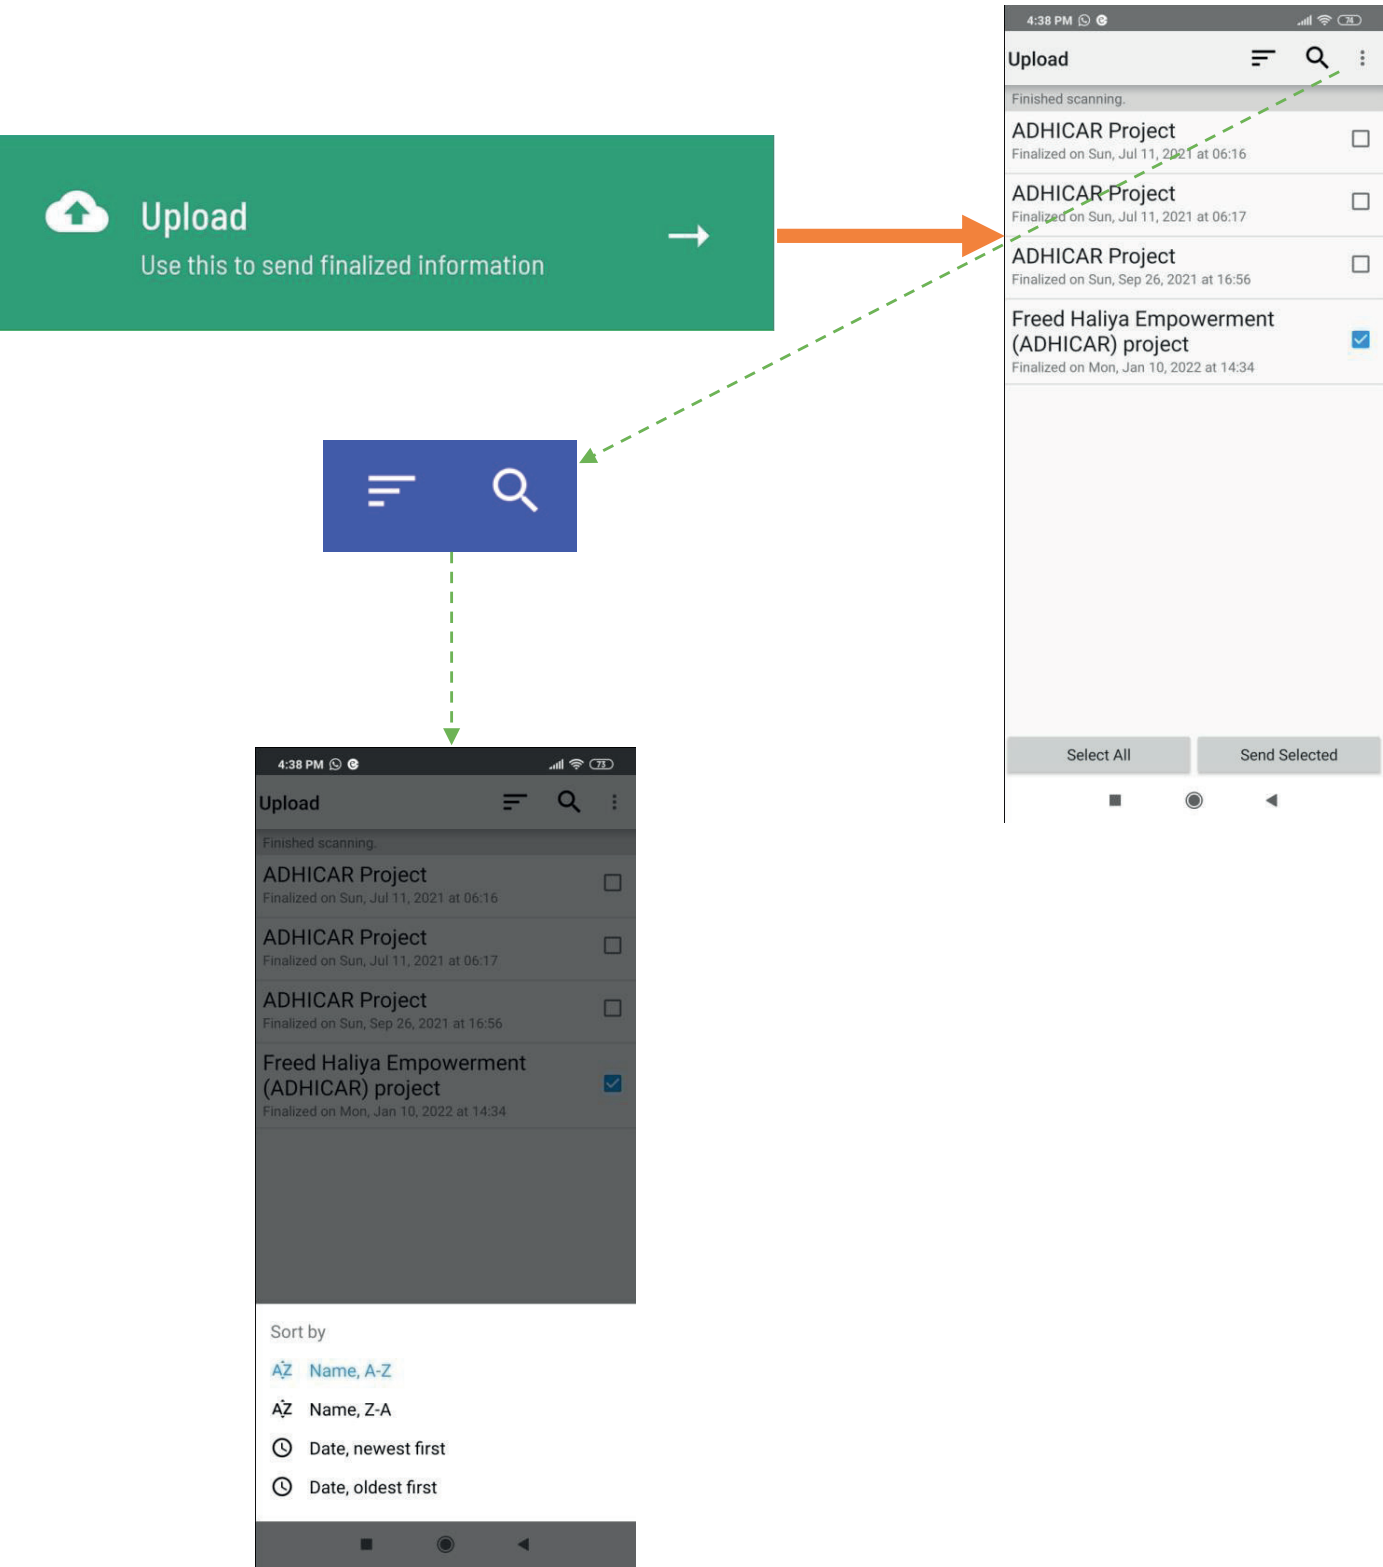 Upload
Use this to send finalized information
4:38 PM
74
Upload
Finished scanning.
ADHICAR Project
Finalized on Sun, Jul 11, 2021 at 06:16
ADHICAR Project
Finalized on Sun, Jul 11, 2021 at 06:17
ADHICAR Project
Finalized on Sun, Sep 26, 2021 at 16:56
Freed Haliya Empowerment
(ADHICAR) project
Finalized on Mon, Jan 10, 2022 at 14:34
Select All
Send Selected
4:38 PM
73
Upload
Finished scanning.
ADHICAR Project
Finalized on Sun, Jul 11, 2021 at 06:16
ADHICAR Project
Finalized on Sun, Jul 11, 2021 at 06:17
ADHICAR Project
Finalized on Sun, Sep 26, 2021 at 16:56
Freed Haliya Empowerment
(ADHICAR) project
Finalized on Mon, Jan 10, 2022 at 14:34
Sort by
AZ Name, A-Z
AZ Name, Z-A
Date, newest first
Date, oldest first